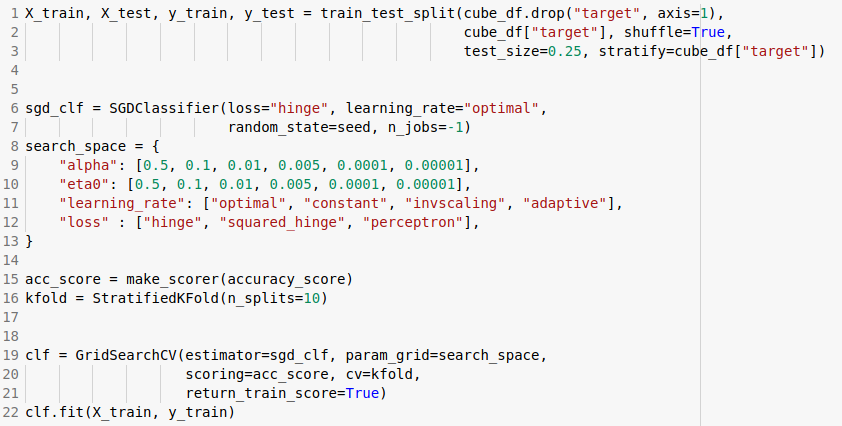 1 X_train, X_test, y_train, y_test = train_test_split(cube_df.drop("target", axis=1),
2                                                     cube_df["target"], shuffle=True,
3                                                     test_size=0.25, stratify=cube_df["target"])
4
5
6 sgd_clf = SGDClassifier(loss="hinge", learning_rate="optimal",
7                         random_state=seed, n_jobs=-1)
8 search_space = {
9     "alpha": [0.5, 0.1, 0.01, 0.005, 0.0001, 0.00001],
10     "eta0": [0.5, 0.1, 0.01, 0.005, 0.0001, 0.00001],
11     "learning_rate": ["optimal", "constant", "invscaling", "adaptive"],
12     "loss" : ["hinge", "squared_hinge", "perceptron"],
13 }
14
15 acc_score = make_scorer(accuracy_score)
16 kfold = StratifiedKFold(n_splits=10)
17
18
19 clf = GridSearchCV(estimator=sgd_clf, param_grid=search_space,
20                    scoring=acc_score, cv=kfold,
21                    return_train_score=True)
22 clf.fit(X_train, y_train)